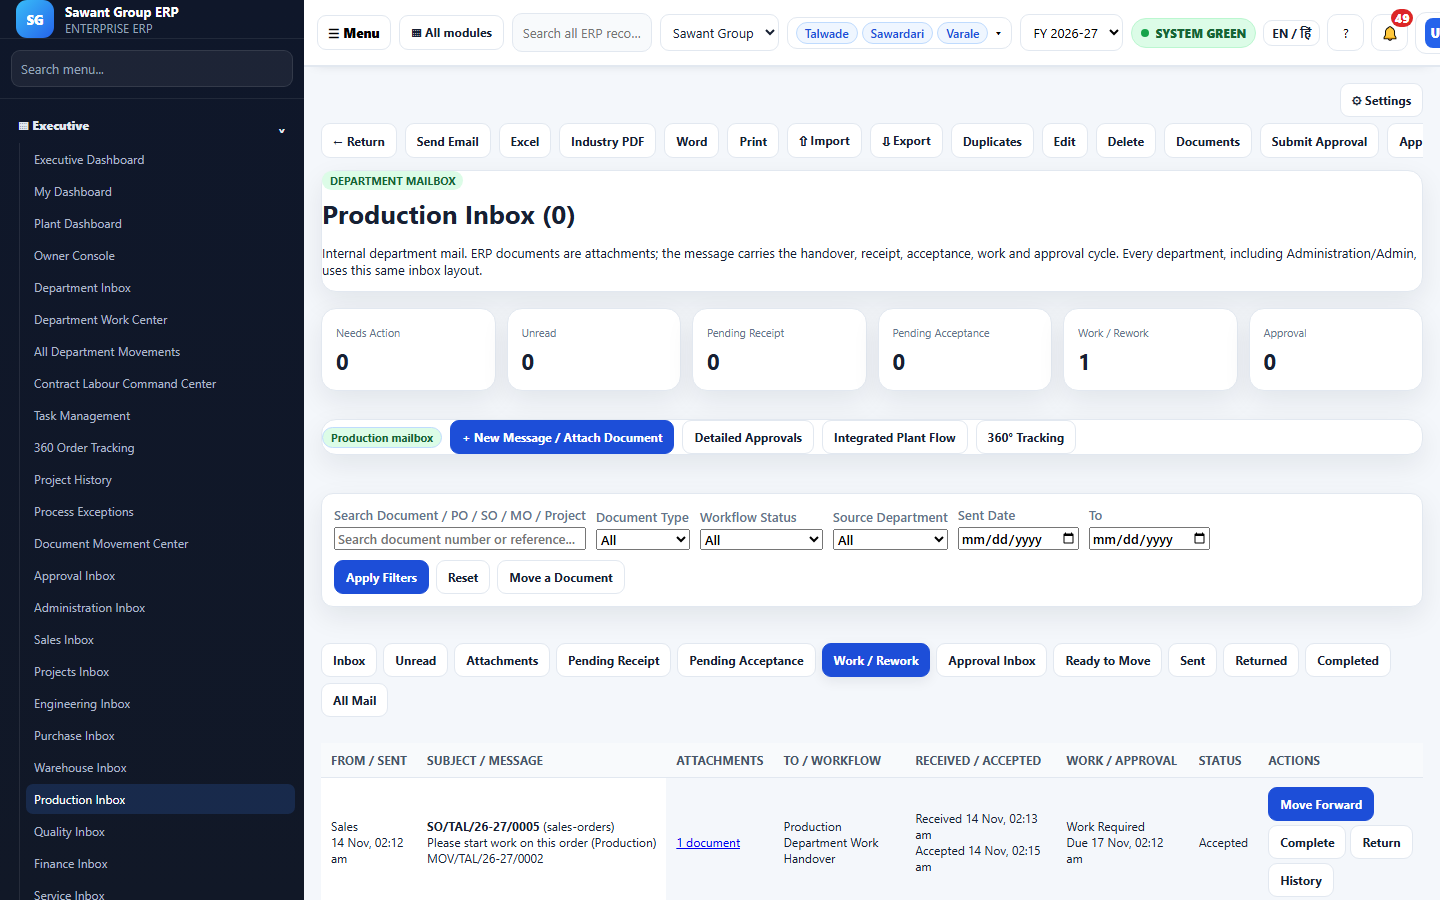 SG
Sawant Group ERP
ENTERPRISE ERP
Search menu...
Executive
Executive Dashboard
My Dashboard
Plant Dashboard
Owner Console
Department Inbox
Department Work Center
All Department Movements
Contract Labour Command Center
Task Management
360 Order Tracking
Project History
Process Exceptions
Document Movement Center
Approval Inbox
Administration Inbox
Sales Inbox
Projects Inbox
Engineering Inbox
Purchase Inbox
Warehouse Inbox
Production Inbox
Quality Inbox
Finance Inbox
Service Inbox
☰ Menu
All modules
Search all ERP reco...
Sawant Group
Talwade Sawardari Varale
FY 2026-27
SYSTEM GREEN
EN / हिं
?
49
U
⚙ Settings
← Return
Send Email
Excel
Industry PDF
Word
Print
⇧ Import
⇩ Export
Duplicates
Edit
Delete
Documents
Submit Approval
App
DEPARTMENT MAILBOX
Production Inbox (0)
Internal department mail. ERP documents are attachments; the message carries the handover, receipt, acceptance, work and approval cycle. Every department, including Administration/Admin,
uses this same inbox layout.
Needs Action
0
Unread
0
Pending Receipt
0
Pending Acceptance
0
Work / Rework
1
Approval
0
Production mailbox
+ New Message / Attach Document
Detailed Approvals
Integrated Plant Flow
360° Tracking
Search Document / PO / SO / MO / Project
Search document number or reference...
Document Type
All
Workflow Status
All
Source Department
All
Sent Date
mm/dd/yyyy
To
mm/dd/yyyy
Apply Filters
Reset
Move a Document
Inbox
Unread
Attachments
Pending Receipt
Pending Acceptance
Work / Rework
Approval Inbox
Ready to Move
Sent
Returned
Completed
All Mail
FROM / SENT SUBJECT / MESSAGE ATTACHMENTS TO / WORKFLOW RECEIVED / ACCEPTED WORK / APPROVAL STATUS ACTIONS
Sales
14 Nov, 02:12
am
SO/TAL/26-27/0005 (sales-orders)
Please start work on this order (Production)
MOV/TAL/26-27/0002
1 document
Production
Department Work
Handover
Received 14 Nov, 02:13
am
Accepted 14 Nov, 02:15
am
Work Required
Due 17 Nov, 02:12
am
Accepted
Move Forward
Complete
Return
History